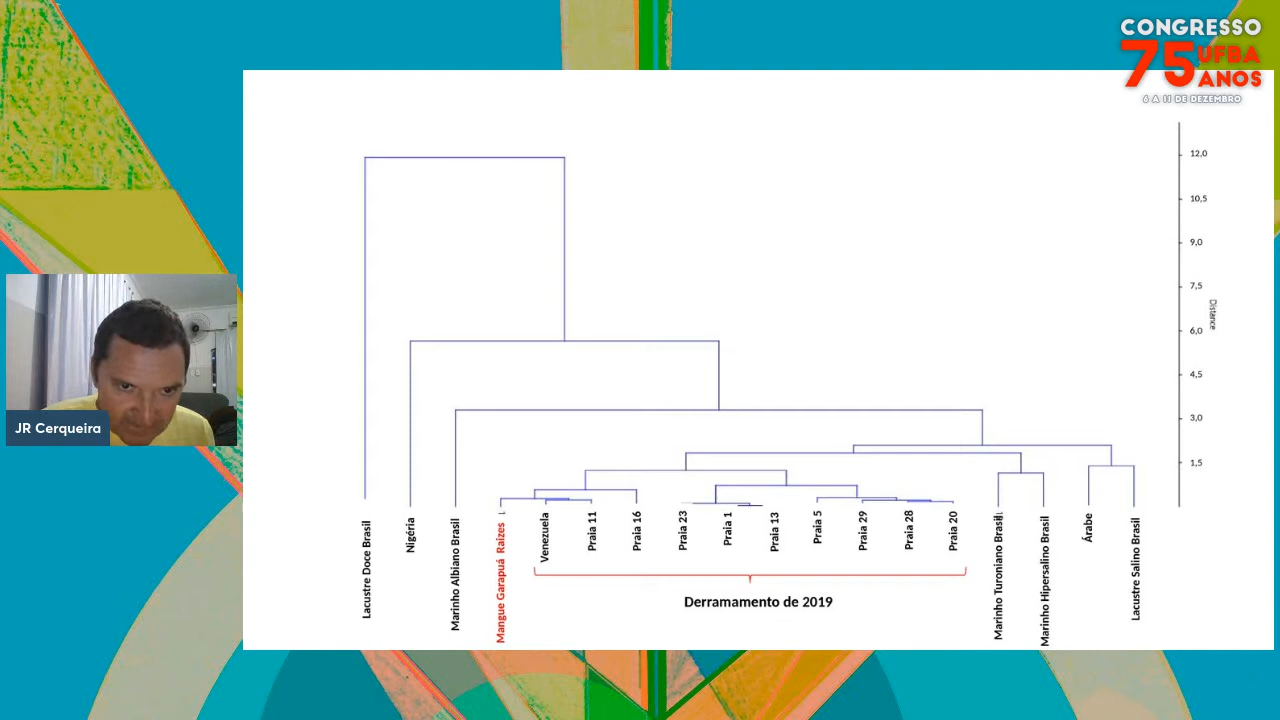 CONGRESSO
75 UFBA
ANOS
6 A 11 DE DEZEMBRO
12,0
10,5
9,0
7,5
6,0
4,5
3,0
1,5
Distance
JR Cerqueira
Lacustre Doce Brasil
Nigéria
Marinho Albiano Brasil
Mangue Garapuá Raizes
Venezuela
Praia 11
Praia 16
Praia 23
Praia 1
Praia 13
Praia 5
Praia 29
Praia 28
Praia 20
Marinho Turoniano Brasil
Marinho Hipersalino Brasil
Árabe
Lacustre Salino Brasil
Derramamento de 2019